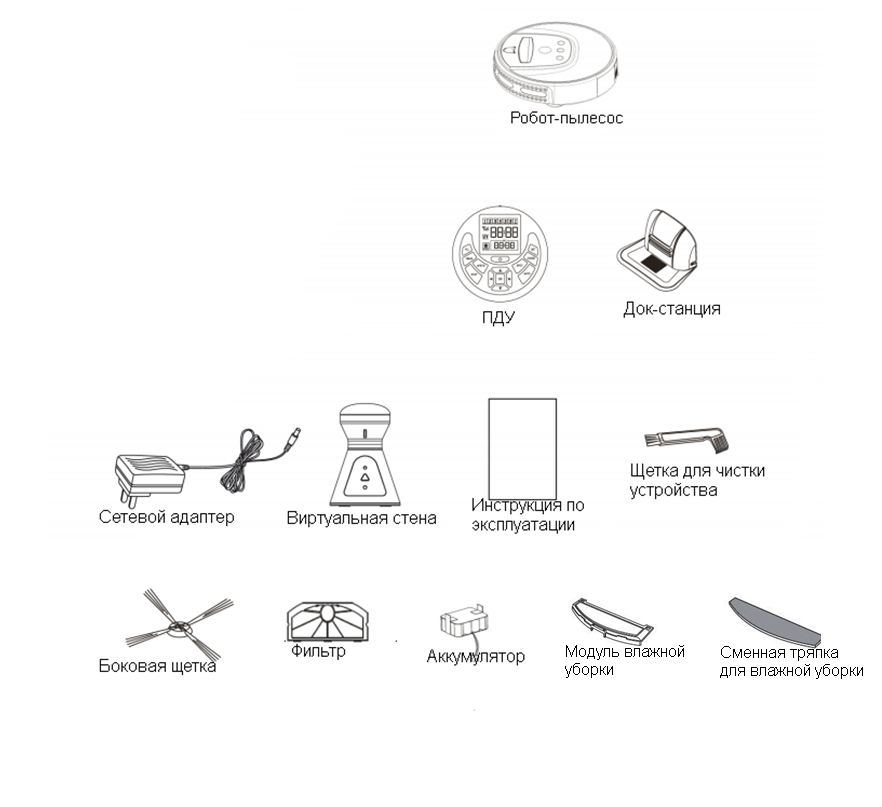 Робот-пылесос
ПДУ
Док-станция
Сетевой адаптер
Виртуальная стена
Инструкция по
эксплуатации
Щетка для чистки
устройства
Боковая щетка
Фильтр
Аккумулятор
Модуль влажной
уборки
Сменная тряпка
для влажной уборки